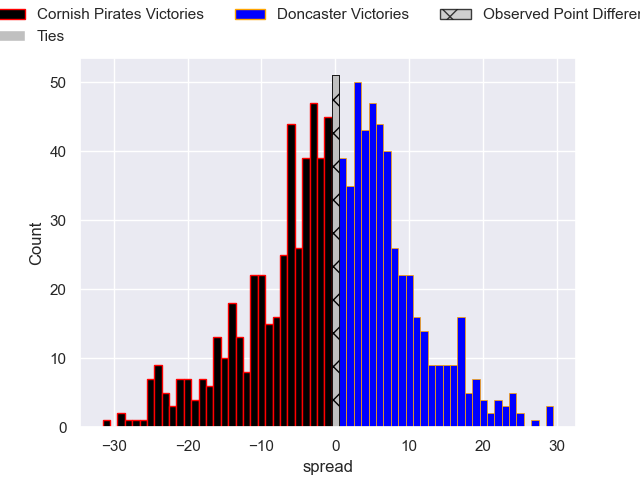 Cornish Pirates Victories Doncaster Victories Observed Point
Ties
50
40
30
20
10
0
Count
−30 −20 −10 0 10 20 30
spread